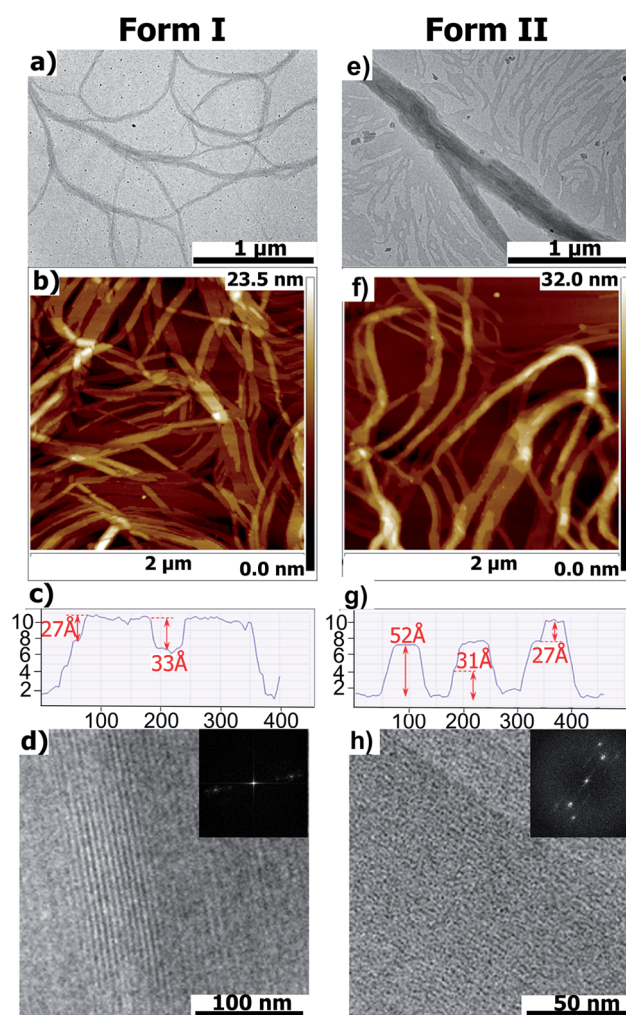 Form I
Form II
a)
1 µm
e)
1 µm
b)
23.5 nm
2 µm
0.0 nm
f)
32.0 nm
2 µm
0.0 nm
c)
10
8
6
4
2
27Å
33Å
100 200 300 400
g)
10
8
6
4
2
52Å
31Å
27Å
100 200 300 400
d)
100 nm
h)
50 nm